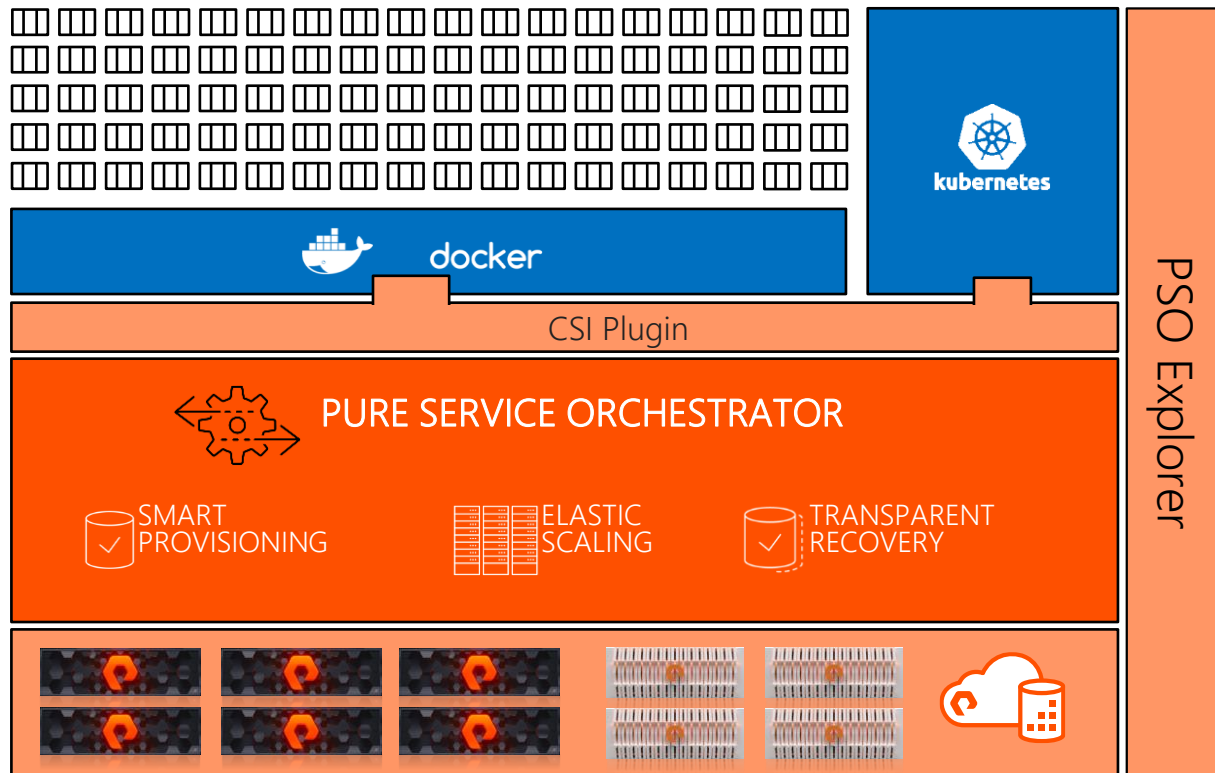 kubernetes
docker
CSI Plugin
PURE SERVICE ORCHESTRATOR
SMART
PROVISIONING
ELASTIC
SCALING
TRANSPARENT
RECOVERY
PSO Explorer